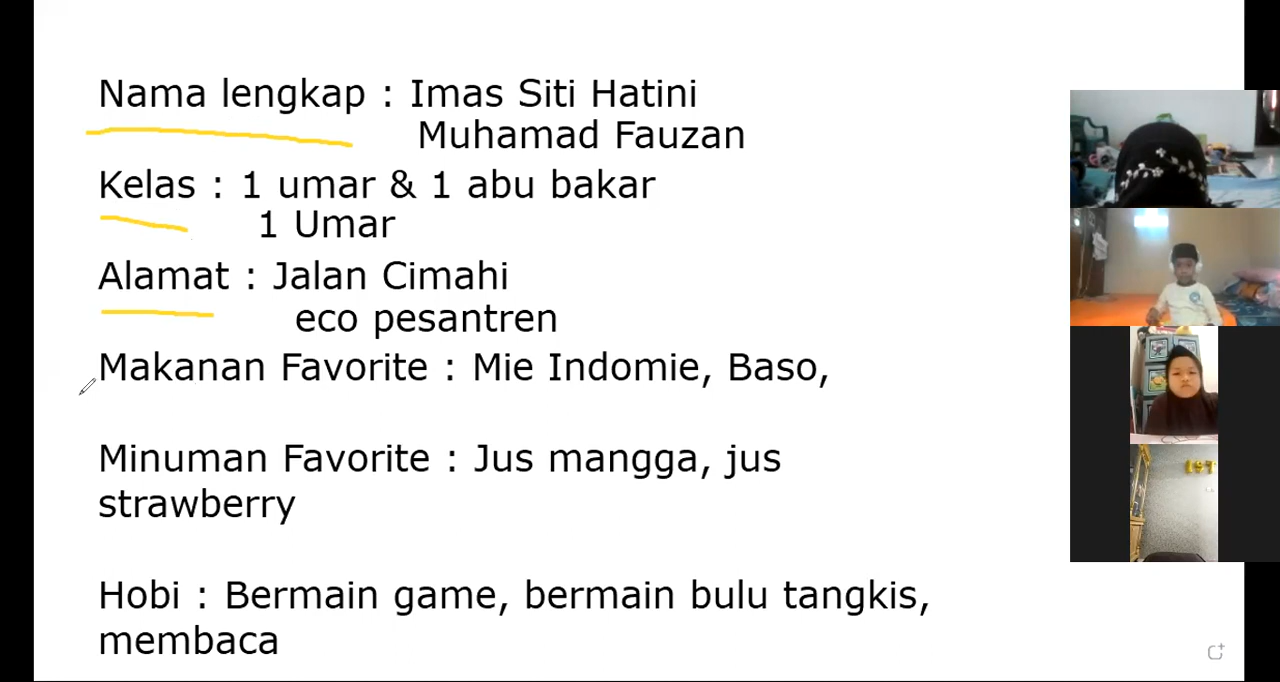 Nama lengkap : Imas Siti Hatini
Muhamad Fauzan
Kelas : 1 umar & 1 abu bakar
1 Umar
Alamat : Jalan Cimahi
eco pesantren
Makanan Favorite : Mie Indomie, Baso,
Minuman Favorite : Jus mangga, jus
strawberry
Hobi : Bermain game, bermain bulu tangkis,
membaca